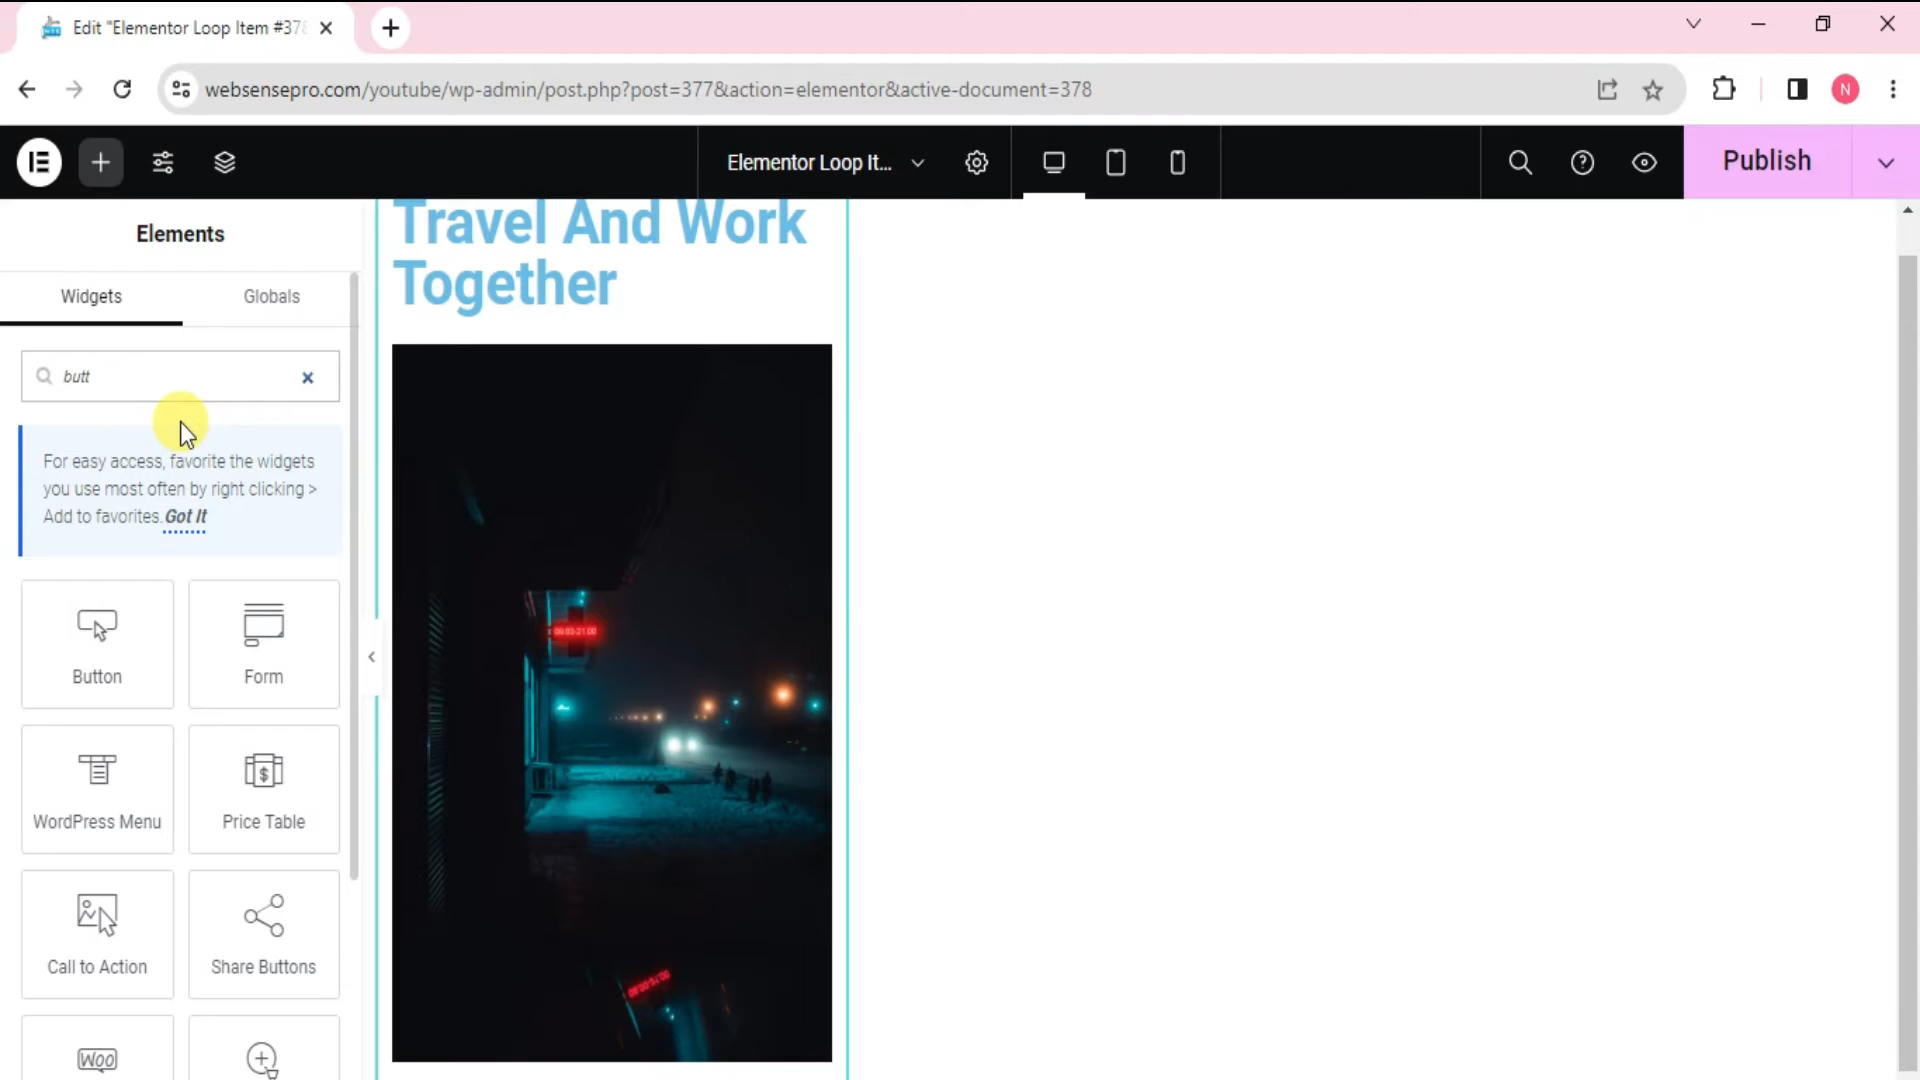 Edit "Elementor Loop Item #378
websensepro.com/youtube/wp-admin/post.php?post=377&action=elementor&active-document=378
N
Elementor Loop It...
Publish
Elements
Widgets
Globals
butt
For easy access, favorite the widgets
you use most often by right clicking >
Add to favorites. Got It
Button
Form
WordPress Menu
Price Table
Call to Action
Share Buttons
Woo
Travel And Work
Together